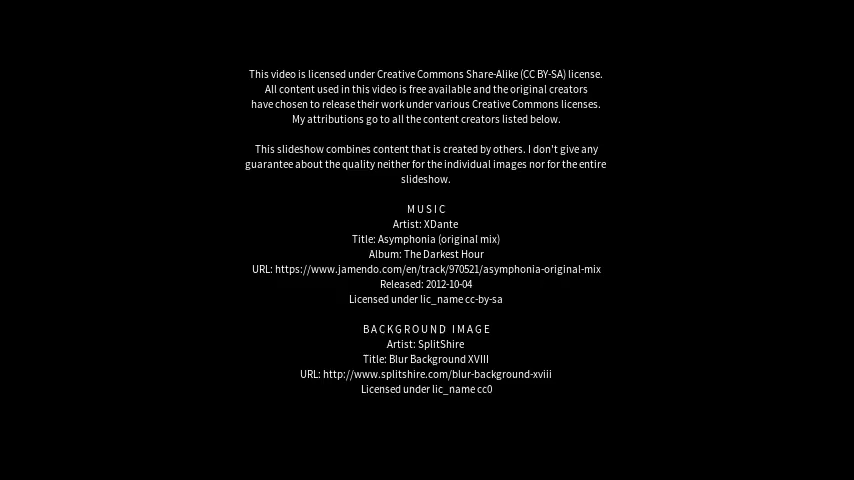 This video is licensed under Creative Commons Share-Alike (CC BY-SA) license.
All content used in this video is free available and the original creators
have chosen to release their work under various Creative Commons licenses.
My attributions go to all the content creators listed below.
This slideshow combines content that is created by others. I don't give any
guarantee about the quality neither for the individual images nor for the entire
slideshow.
MUSIC
Artist: XDante
Title: Asymphonia (original mix)
Album: The Darkest Hour
URL: https://www.jamendo.com/en/track/970521/asymphonia-original-mix
Released: 2012-10-04
Licensed under lic_name cc-by-sa
BACKGROUND IMAGE
Artist: SplitShire
Title: Blur Background XVIII
URL: http://www.splitshire.com/blur-background-xviii
Licensed under lic_name cc0